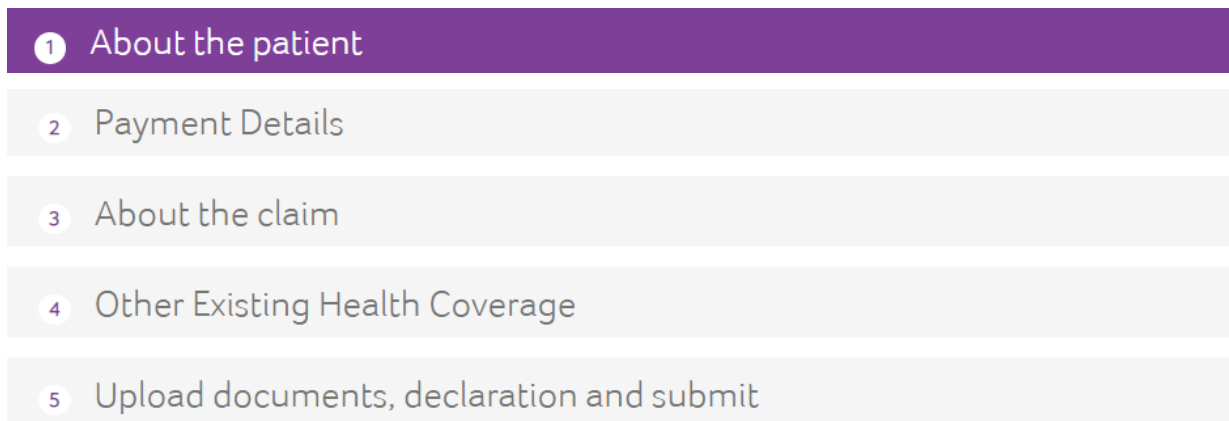 1 About the patient
2 Payment Details
3 About the claim
4 Other Existing Health Coverage
5 Upload documents, declaration and submit